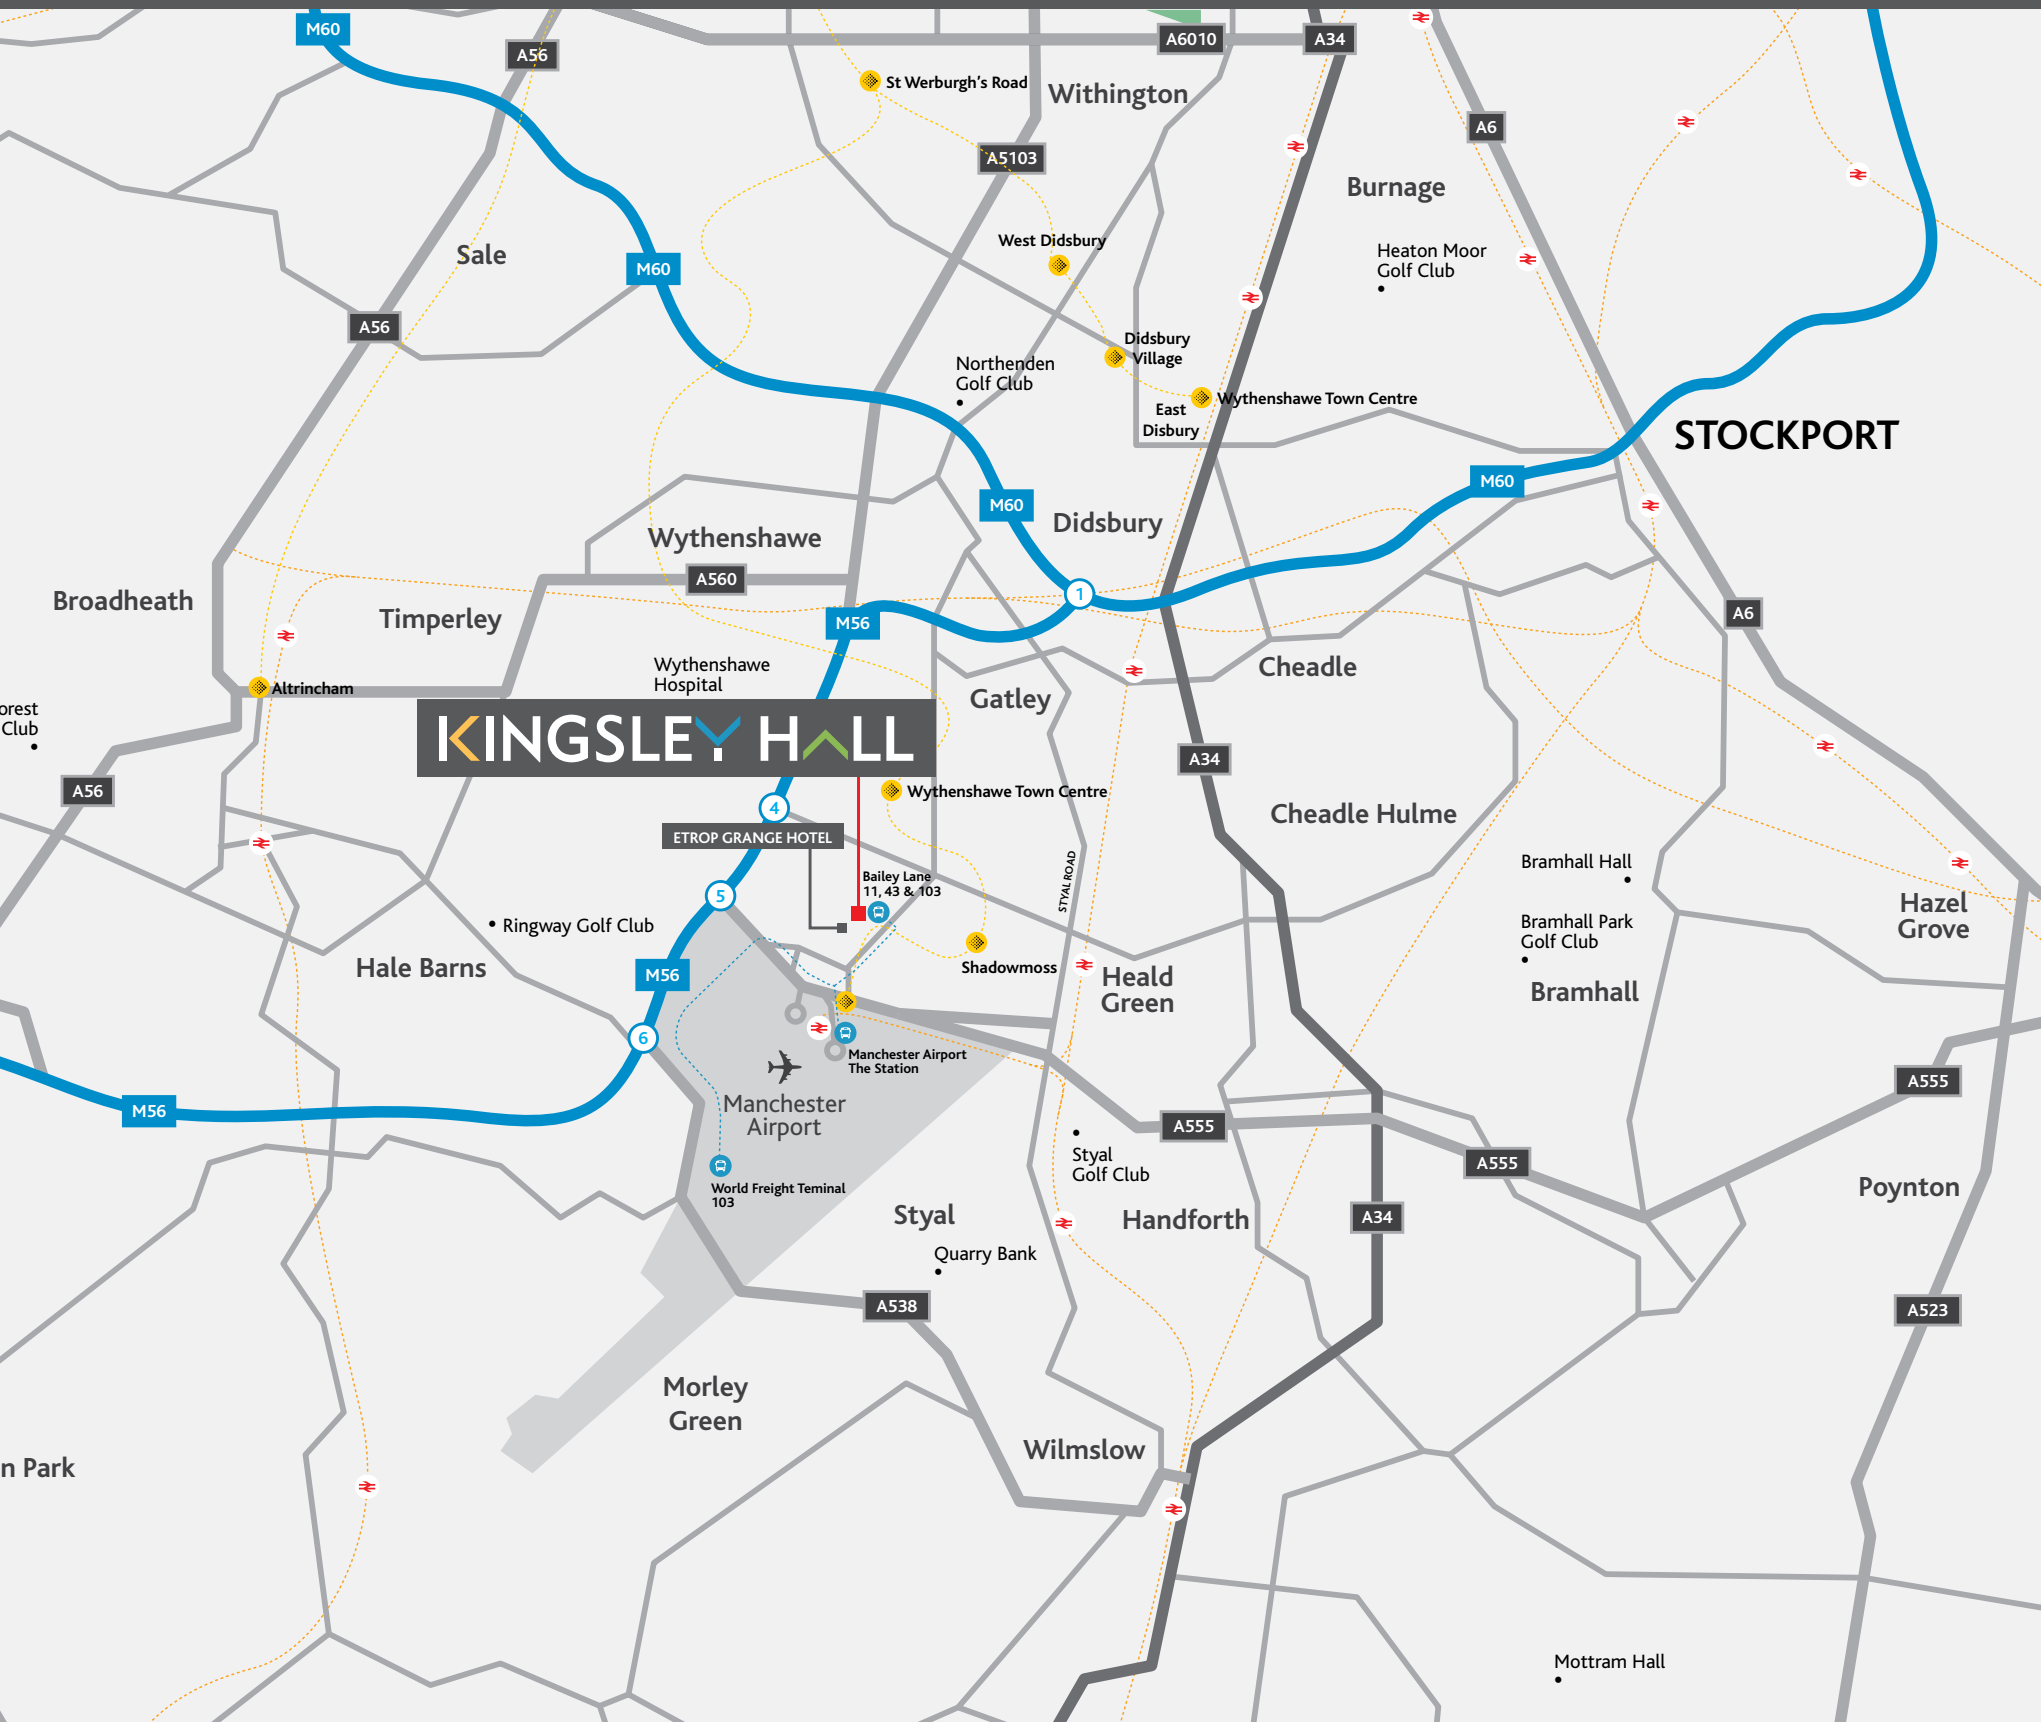 M60
A56
A6010
A34
St Werburgh's Road
Withington
A6
A5103
Burnage
West Didsbury
Sale
M60
Heaton Moor
Golf Club
A56
Didsbury
Village
Northenden
Golf Club
Wythenshawe Town Centre
East
Disbury
STOCKPORT
M60
M60
Didsbury
Wythenshawe
A560
1
Broadheath
Timperley
M56
A6
Wythenshawe
Hospital
Cheadle
Altrincham
Gatley
orest
Club
KINGSLEY HALL
A34
A56
Wythenshawe Town Centre
4
Cheadle Hulme
ETROP GRANGE HOTEL
STYAL ROAD
Bramhall Hall
Bailey Lane
11, 43 & 103
5
Hazel
Grove
Ringway Golf Club
Bramhall Park
Golf Club
Hale Barns
Shadowmoss
M56
Heald
Green
Bramhall
6
Manchester Airport
The Station
Manchester
Airport
A555
M56
A555
Styal
Golf Club
A555
World Freight Teminal
103
Poynton
Styal
Handforth
A34
Quarry Bank
A538
A523
Morley
Green
Wilmslow
n Park
Mottram Hall